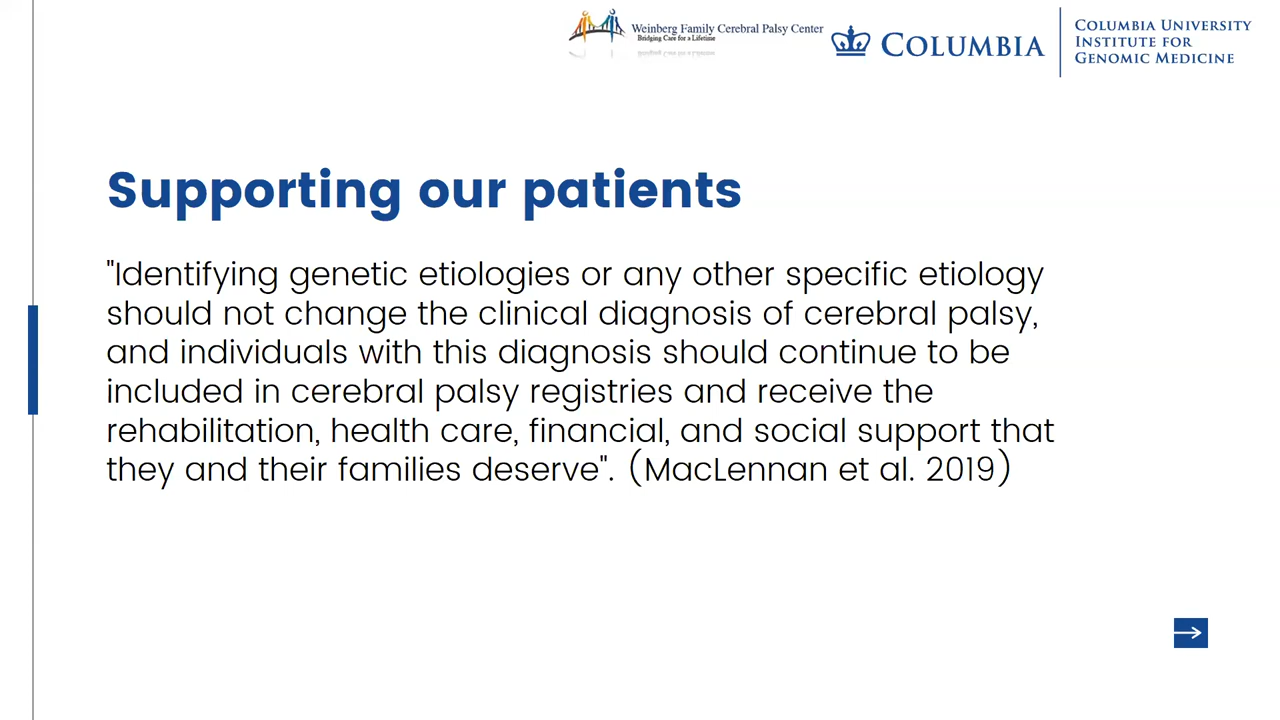 Weinberg Family Cerebral Palsy Center
Bridging Care for a Lifetime
COLUMBIA
COLUMBIA UNIVERSITY
INSTITUTE FOR
GENOMIC MEDICINE
Supporting our patients
"Identifying genetic etiologies or any other specific etiology
should not change the clinical diagnosis of cerebral palsy,
and individuals with this diagnosis should continue to be
included in cerebral palsy registries and receive the
rehabilitation, health care, financial, and social support that
they and their families deserve". (MacLennan et al. 2019)